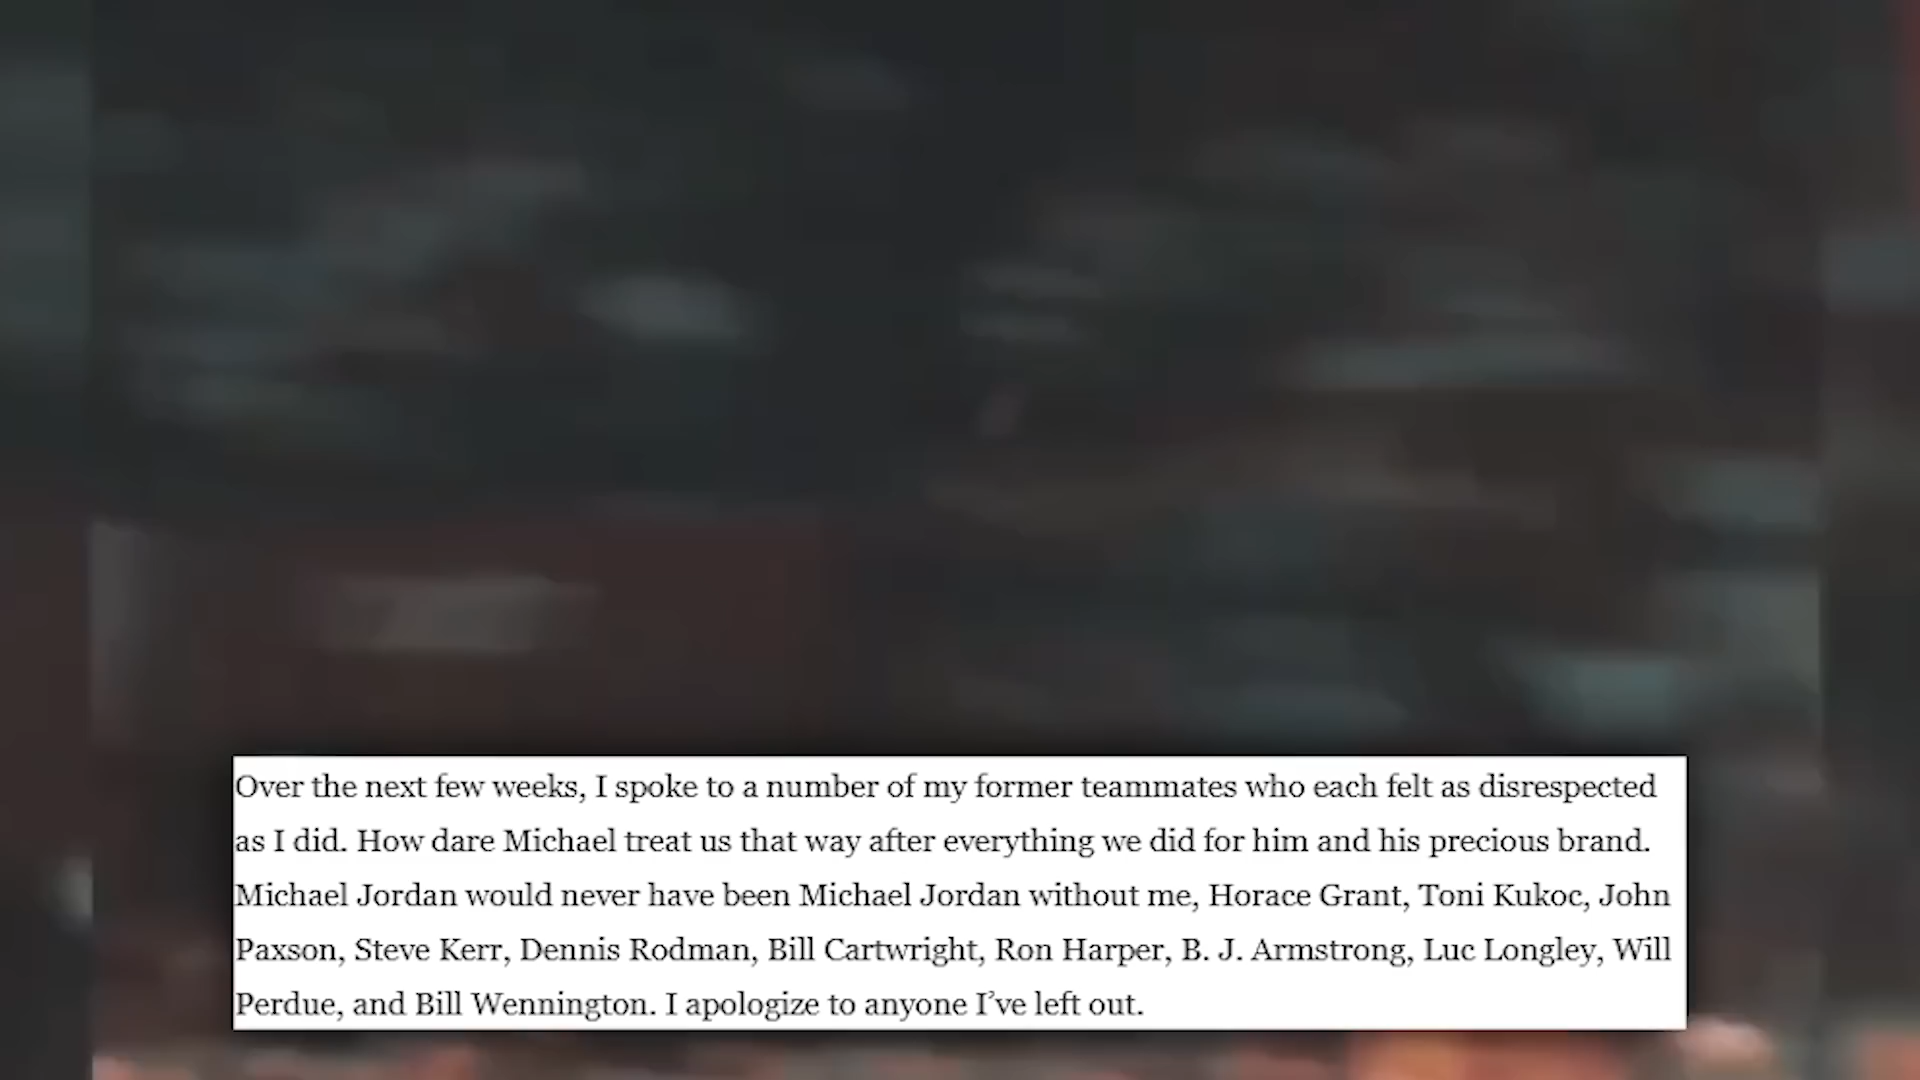 Over the next few weeks, I spoke to a number of my former teammates who each felt as disrespected
as I did. How dare Michael treat us that way after everything we did for him and his precious brand.
Michael Jordan would never have been Michael Jordan without me, Horace Grant, Toni Kukoc, John
Paxson, Steve Kerr, Dennis Rodman, Bill Cartwright, Ron Harper, B. J. Armstrong, Luc Longley, Will
Perdue, and Bill Wennington. I apologize to anyone I’ve left out.